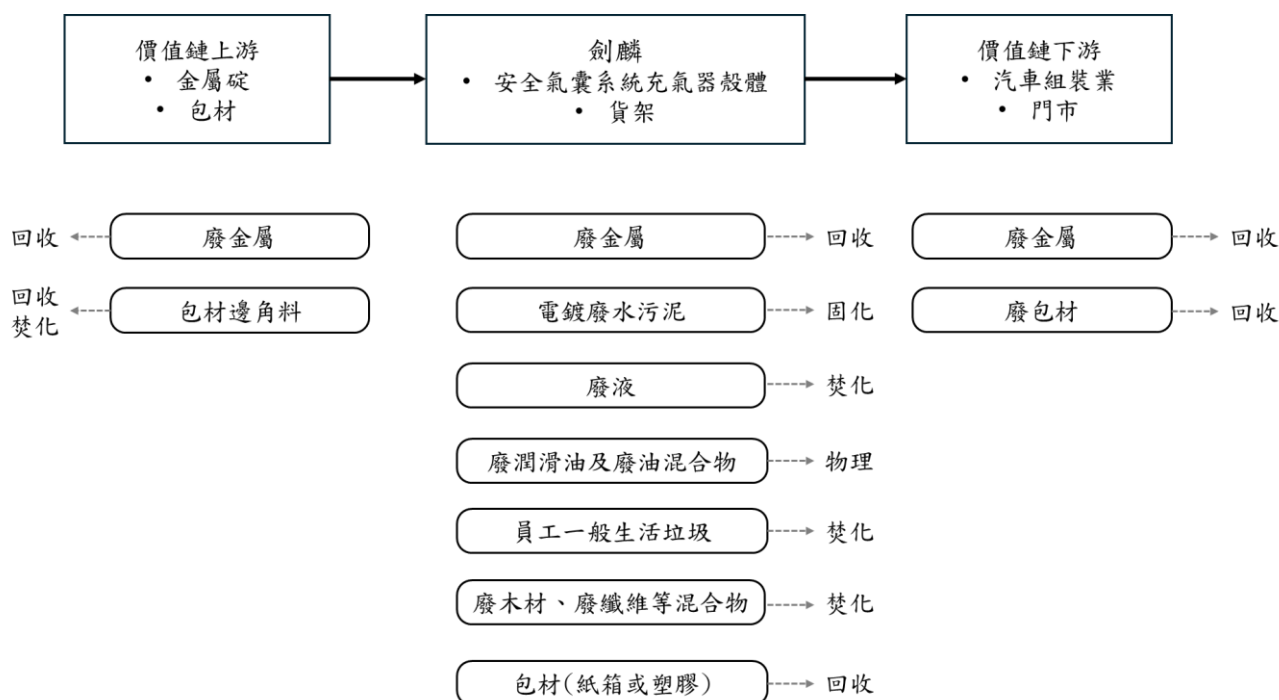 價值鏈上游
• 金屬碇
• 包材
劍麟
• 安全氣囊系統充氣器殼體
• 貨架
價值鏈下游
• 汽車組裝業
• 門市
回收
廢金屬
回收
焚化
包材邊角料
廢金屬
回收
電鍍廢水污泥
固化
廢液
焚化
廢潤滑油及廢油混合物
物理
員工一般生活垃圾
焚化
廢木材、廢纖維等混合物
焚化
包材(紙箱或塑膠)
回收
廢金屬
回收
廢包材
回收